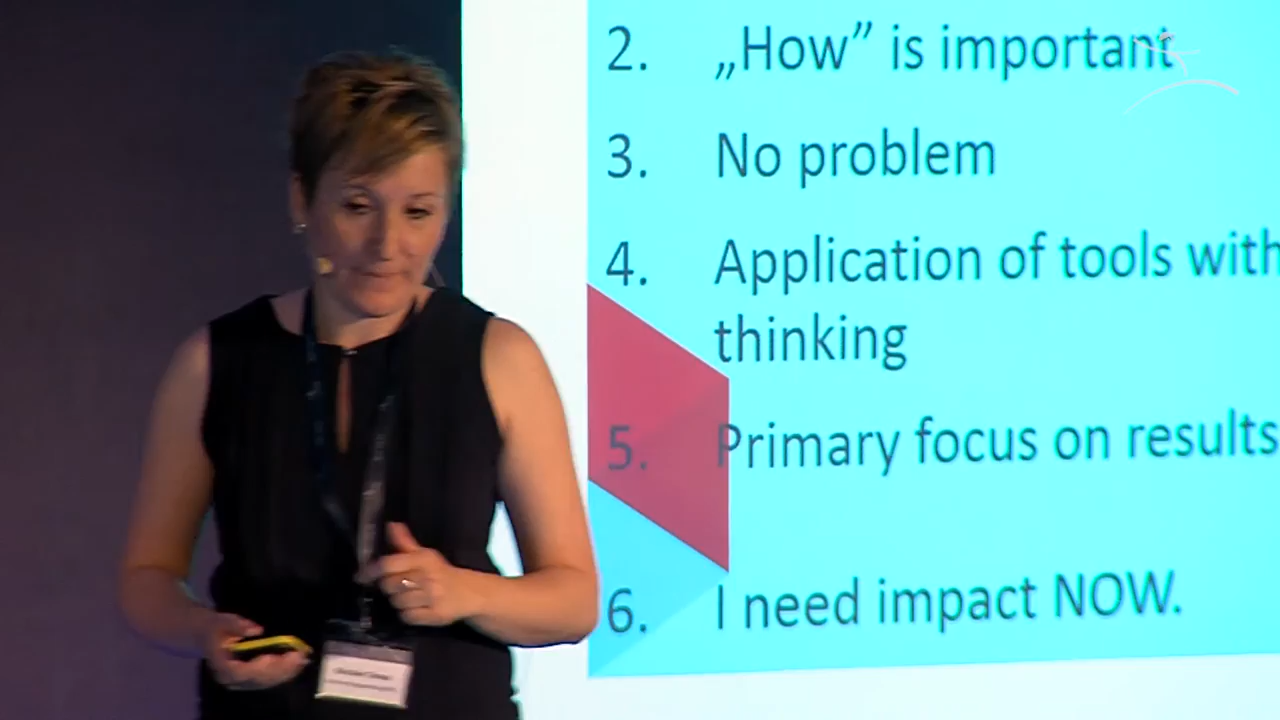 2. „How” is important
3. No problem
4. Application of tools with
thinking
5. Primary focus on results
6. I need impact NOW.